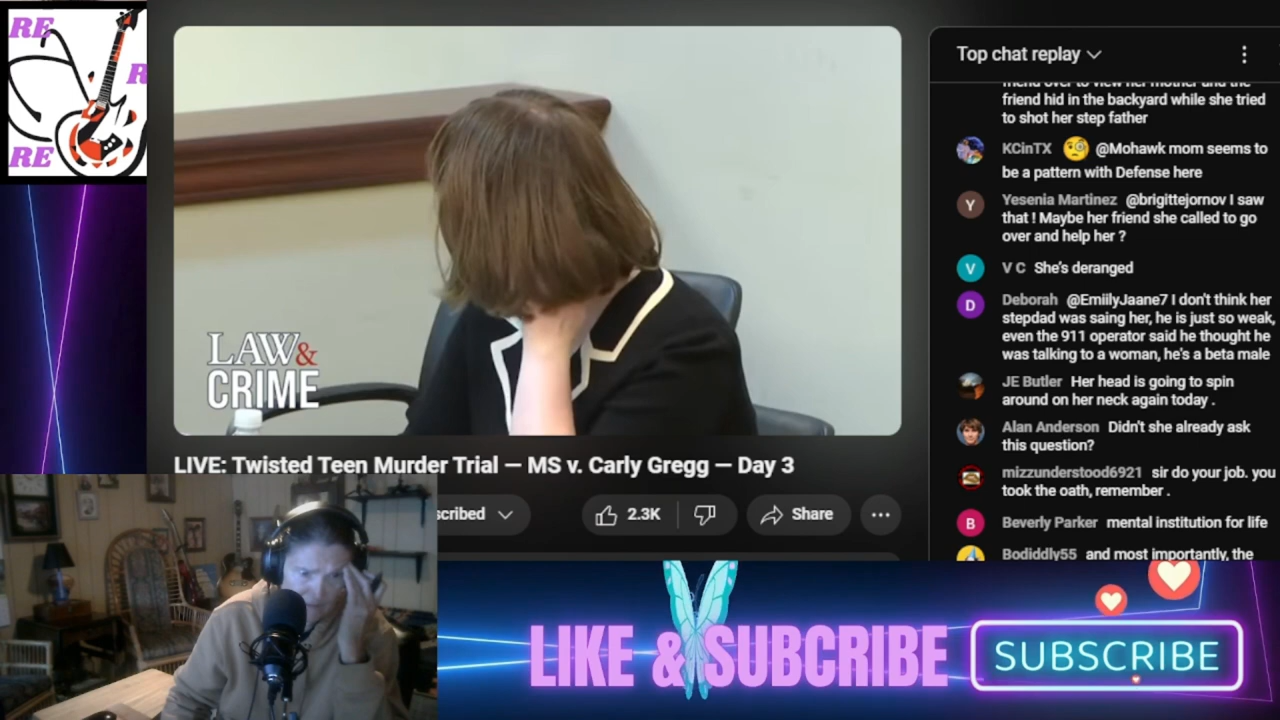 RE
R
RE
LAW&
CRIME
LIVE: Twisted Teen Murder Trial — MS v. Carly Gregg — Day 3
scribed
2.3K
Share
Top chat replay
friend over to view her mother and the
friend hid in the backyard while she tried
to shot her step father
KCinTX @Mohawk mom seems to
be a pattern with Defense here
Yesenia Martinez @brigittejornov I saw
that ! Maybe her friend she called to go
over and help her ?
V
V C She's deranged
Y
D
Deborah @EmiilyJaane7 I don't think her
stepdad was saing her, he is just so weak,
even the 911 operator said he thought he
was talking to a woman, he's a beta male
JE Butler Her head is going to spin
around on her neck again today .
Alan Anderson Didn't she already ask
this question?
mizzunderstood6921 sir do your job. you
took the oath, remember .
B
Beverly Parker mental institution for life
Bodiddly55 and most importantly, the
LIKE & SUBCRIBE
SUBSCRIBE